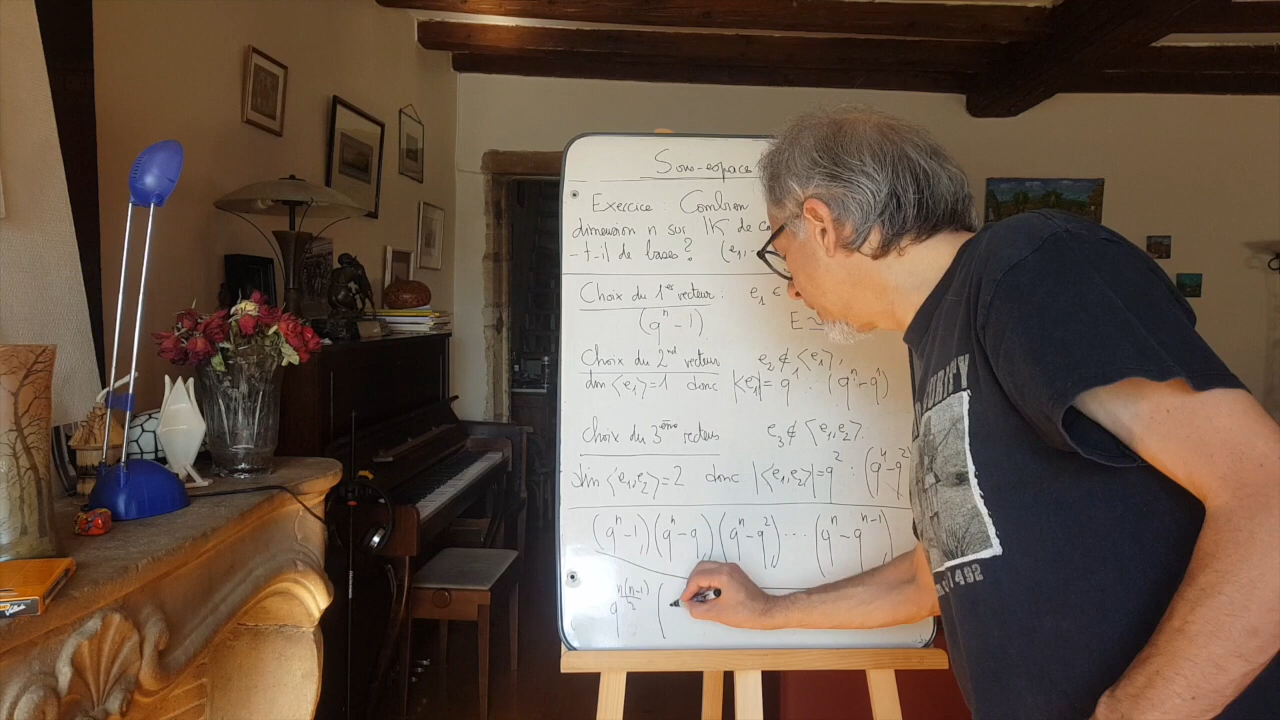 Sous-espace
Exercice : Combien
dimension n sur 𝕂 de
-t-il de bases ? (e₁, ..
Choix du 1er vecteur : e₁ ∈
(qⁿ - 1) E ≃
Choix du 2nd vecteur e₂ ∉ <e₁>,
dim <e₁> = 1 donc |<e₁>| = q¹ : (qⁿ - q¹)
Choix du 3ème vecteur e₃ ∉ <e₁, e₂>.
dim <e₁, e₂> = 2 donc |<e₁, e₂>| = q² : (qⁿ - q²)
(qⁿ - 1)(qⁿ - q)(qⁿ - q²) ... (qⁿ - qⁿ⁻¹)
q^{n(n-1)/2} (
1492